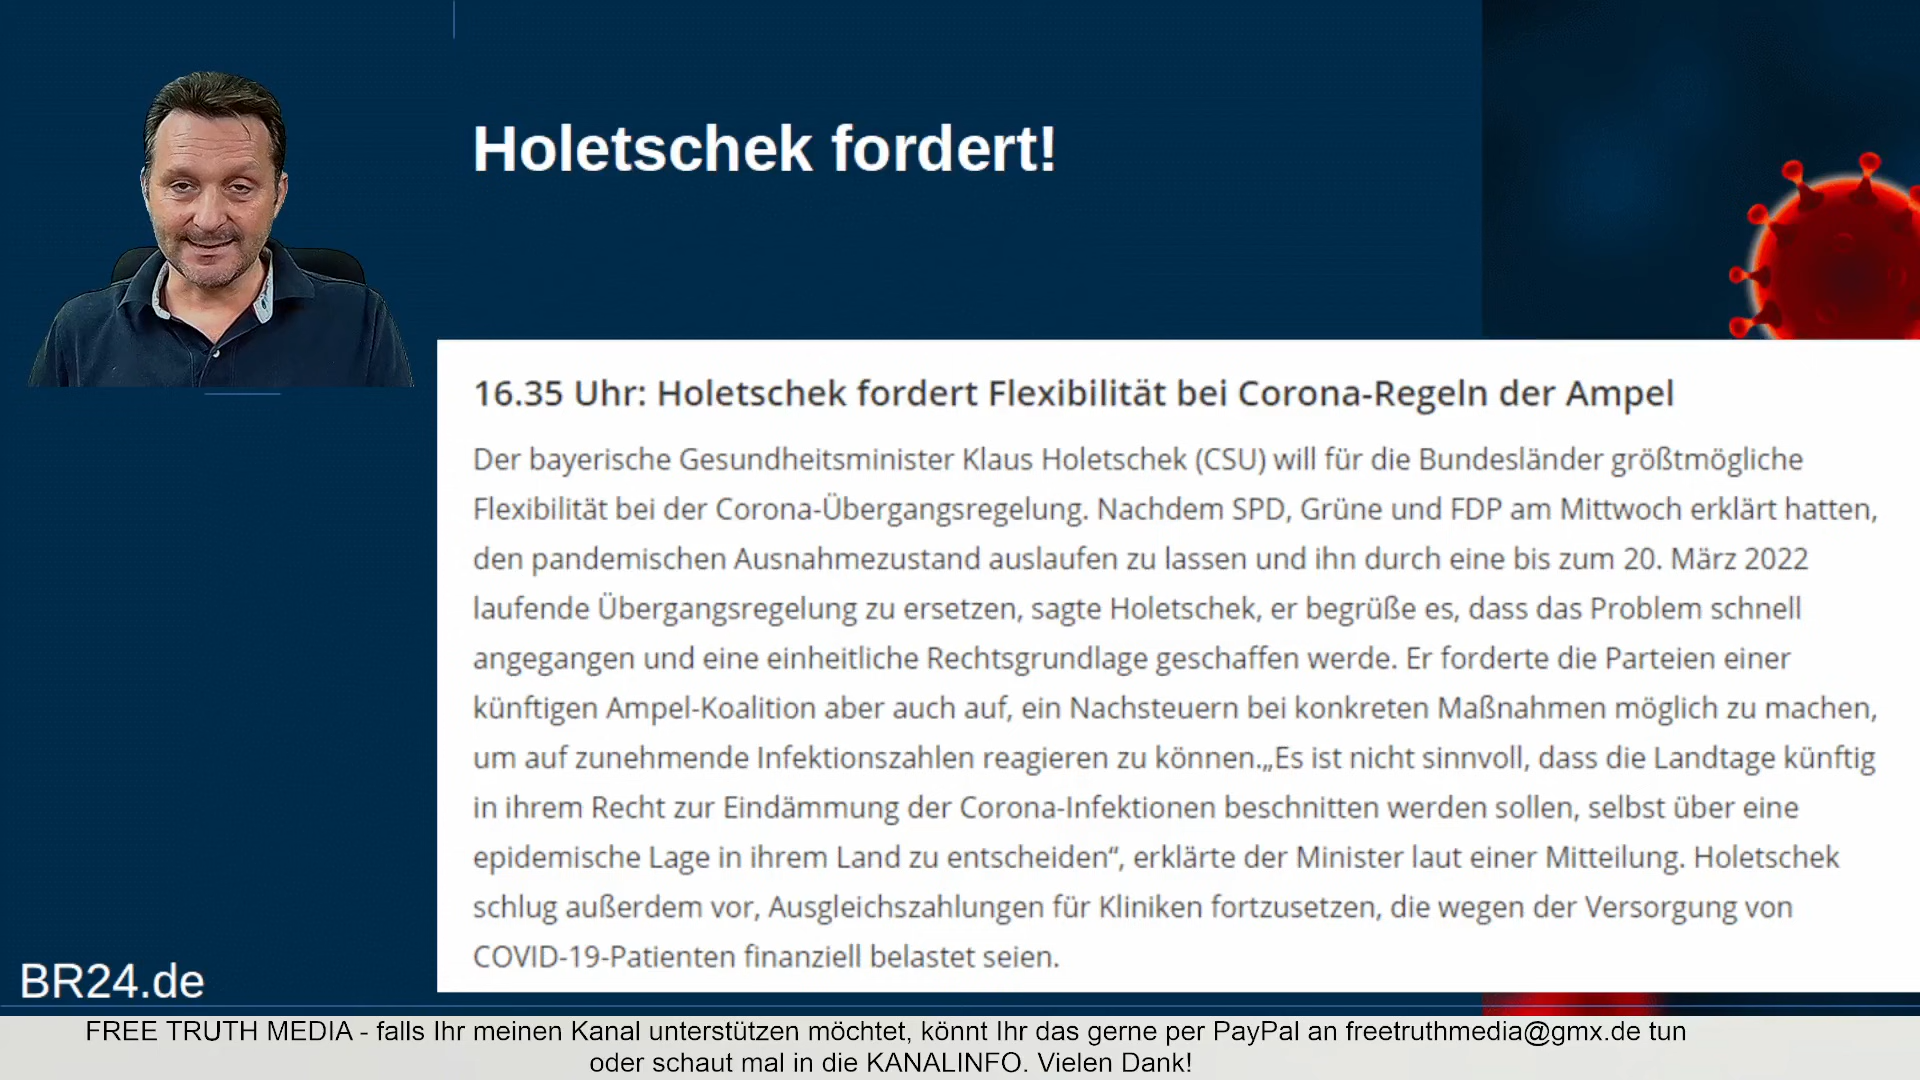 Holetschek fordert!
16.35 Uhr: Holetschek fordert Flexibilität bei Corona-Regeln der Ampel
Der bayerische Gesundheitsminister Klaus Holetschek (CSU) will für die Bundesländer größtmögliche
Flexibilität bei der Corona-Übergangsregelung. Nachdem SPD, Grüne und FDP am Mittwoch erklärt hatten,
den pandemischen Ausnahmezustand auslaufen zu lassen und ihn durch eine bis zum 20. März 2022
laufende Übergangsregelung zu ersetzen, sagte Holetschek, er begrüße es, dass das Problem schnell
angegangen und eine einheitliche Rechtsgrundlage geschaffen werde. Er forderte die Parteien einer
künftigen Ampel-Koalition aber auch auf, ein Nachsteuern bei konkreten Maßnahmen möglich zu machen,
um auf zunehmende Infektionszahlen reagieren zu können.„Es ist nicht sinnvoll, dass die Landtage künftig
in ihrem Recht zur Eindämmung der Corona-Infektionen beschnitten werden sollen, selbst über eine
epidemische Lage in ihrem Land zu entscheiden“, erklärte der Minister laut einer Mitteilung. Holetschek
schlug außerdem vor, Ausgleichszahlungen für Kliniken fortzusetzen, die wegen der Versorgung von
COVID-19-Patienten finanziell belastet seien.
BR24.de
FREE TRUTH MEDIA - falls Ihr meinen Kanal unterstützen möchtet, könnt Ihr das gerne per PayPal an freetruthmedia@gmx.de tun
oder schaut mal in die KANALINFO. Vielen Dank!